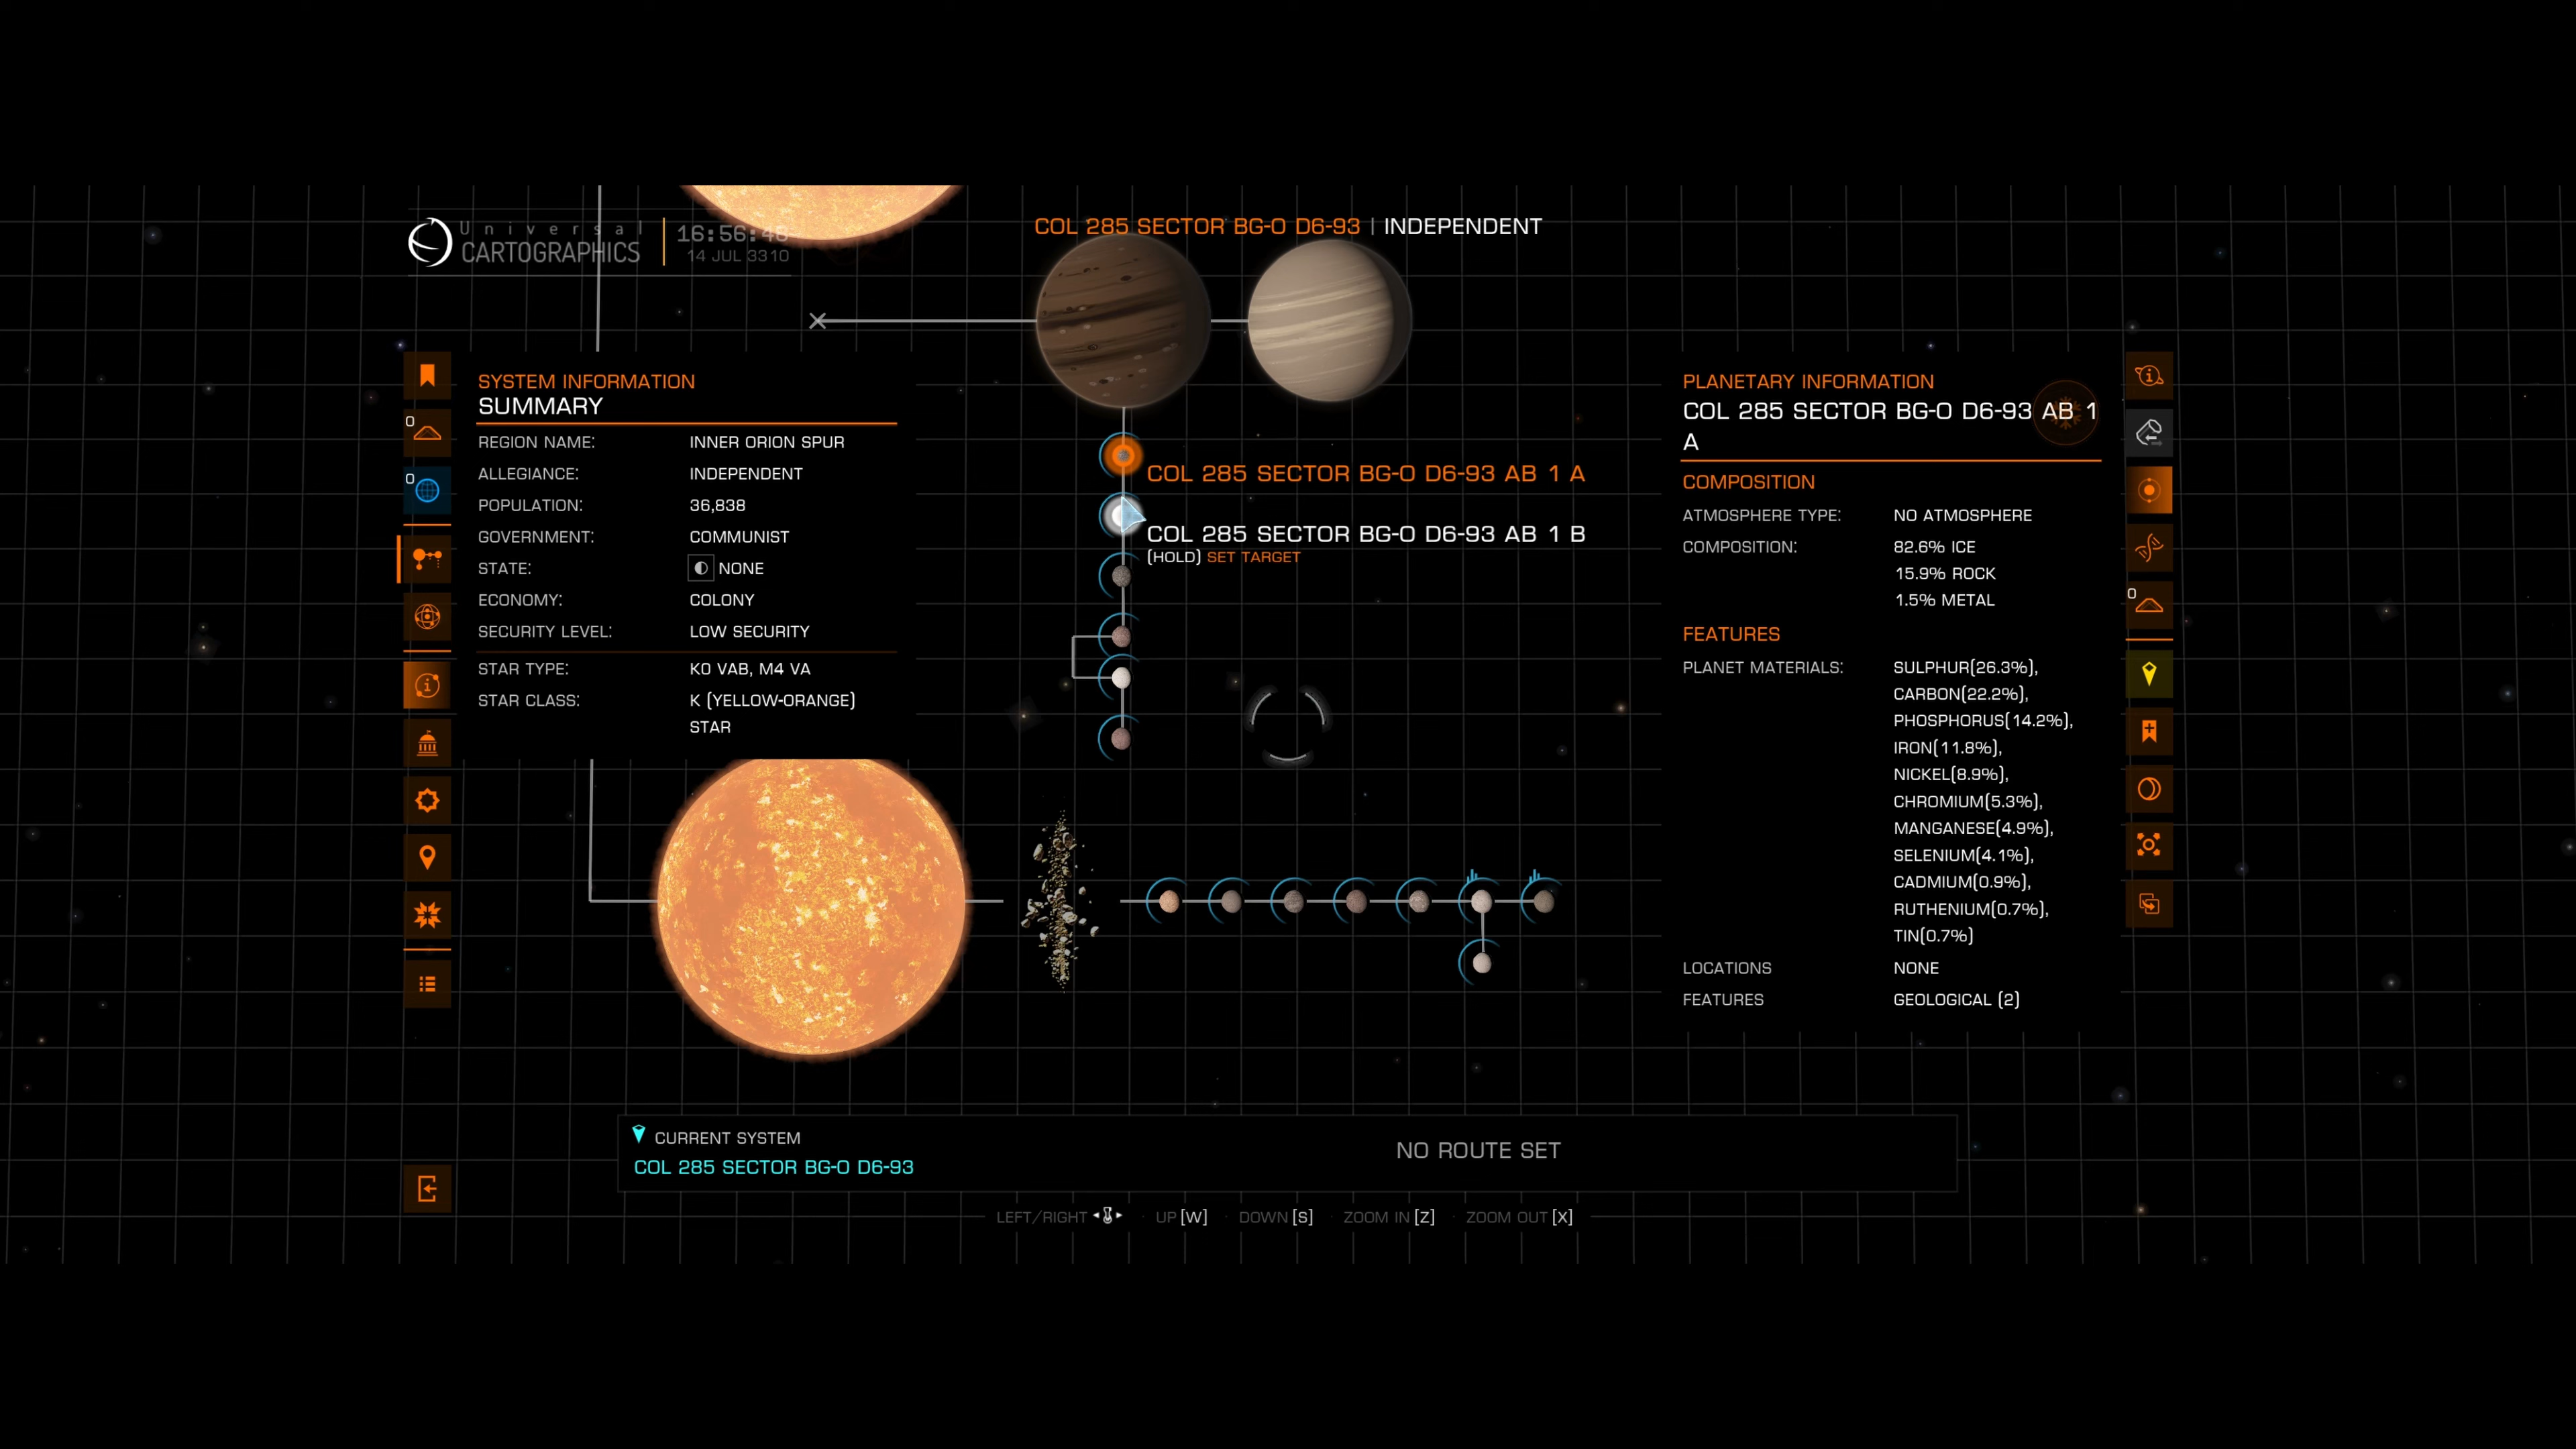 Universal
CARTOGRAPHICS
14 JUL 3310
COL 285 SECTOR BG-O D6-93 | INDEPENDENT
0
0
SYSTEM INFORMATION
SUMMARY
REGION NAME: INNER ORION SPUR
ALLEGIANCE: INDEPENDENT
POPULATION: 36,838
GOVERNMENT: COMMUNIST
STATE: NONE
ECONOMY: COLONY
SECURITY LEVEL: LOW SECURITY
STAR TYPE: K0 VAB, M4 VA
STAR CLASS: K (YELLOW-ORANGE)
STAR
COL 285 SECTOR BG-O D6-93 AB 1 A
COL 285 SECTOR BG-O D6-93 AB 1 B
(HOLD) SET TARGET
PLANETARY INFORMATION
COL 285 SECTOR BG-O D6-93 AB 1
A
COMPOSITION
ATMOSPHERE TYPE: NO ATMOSPHERE
COMPOSITION: 82.6% ICE
15.9% ROCK
1.5% METAL
FEATURES
PLANET MATERIALS: SULPHUR(26.3%),
CARBON(22.2%),
PHOSPHORUS(14.2%),
IRON(11.8%),
NICKEL(8.9%),
CHROMIUM(5.3%),
MANGANESE(4.9%),
SELENIUM(4.1%),
CADMIUM(0.9%),
RUTHENIUM(0.7%),
TIN(0.7%)
LOCATIONS NONE
FEATURES GEOLOGICAL (2)
0
CURRENT SYSTEM
COL 285 SECTOR BG-O D6-93
NO ROUTE SET
LEFT/RIGHT UP [W] DOWN [S] ZOOM IN [Z] ZOOM OUT [X]